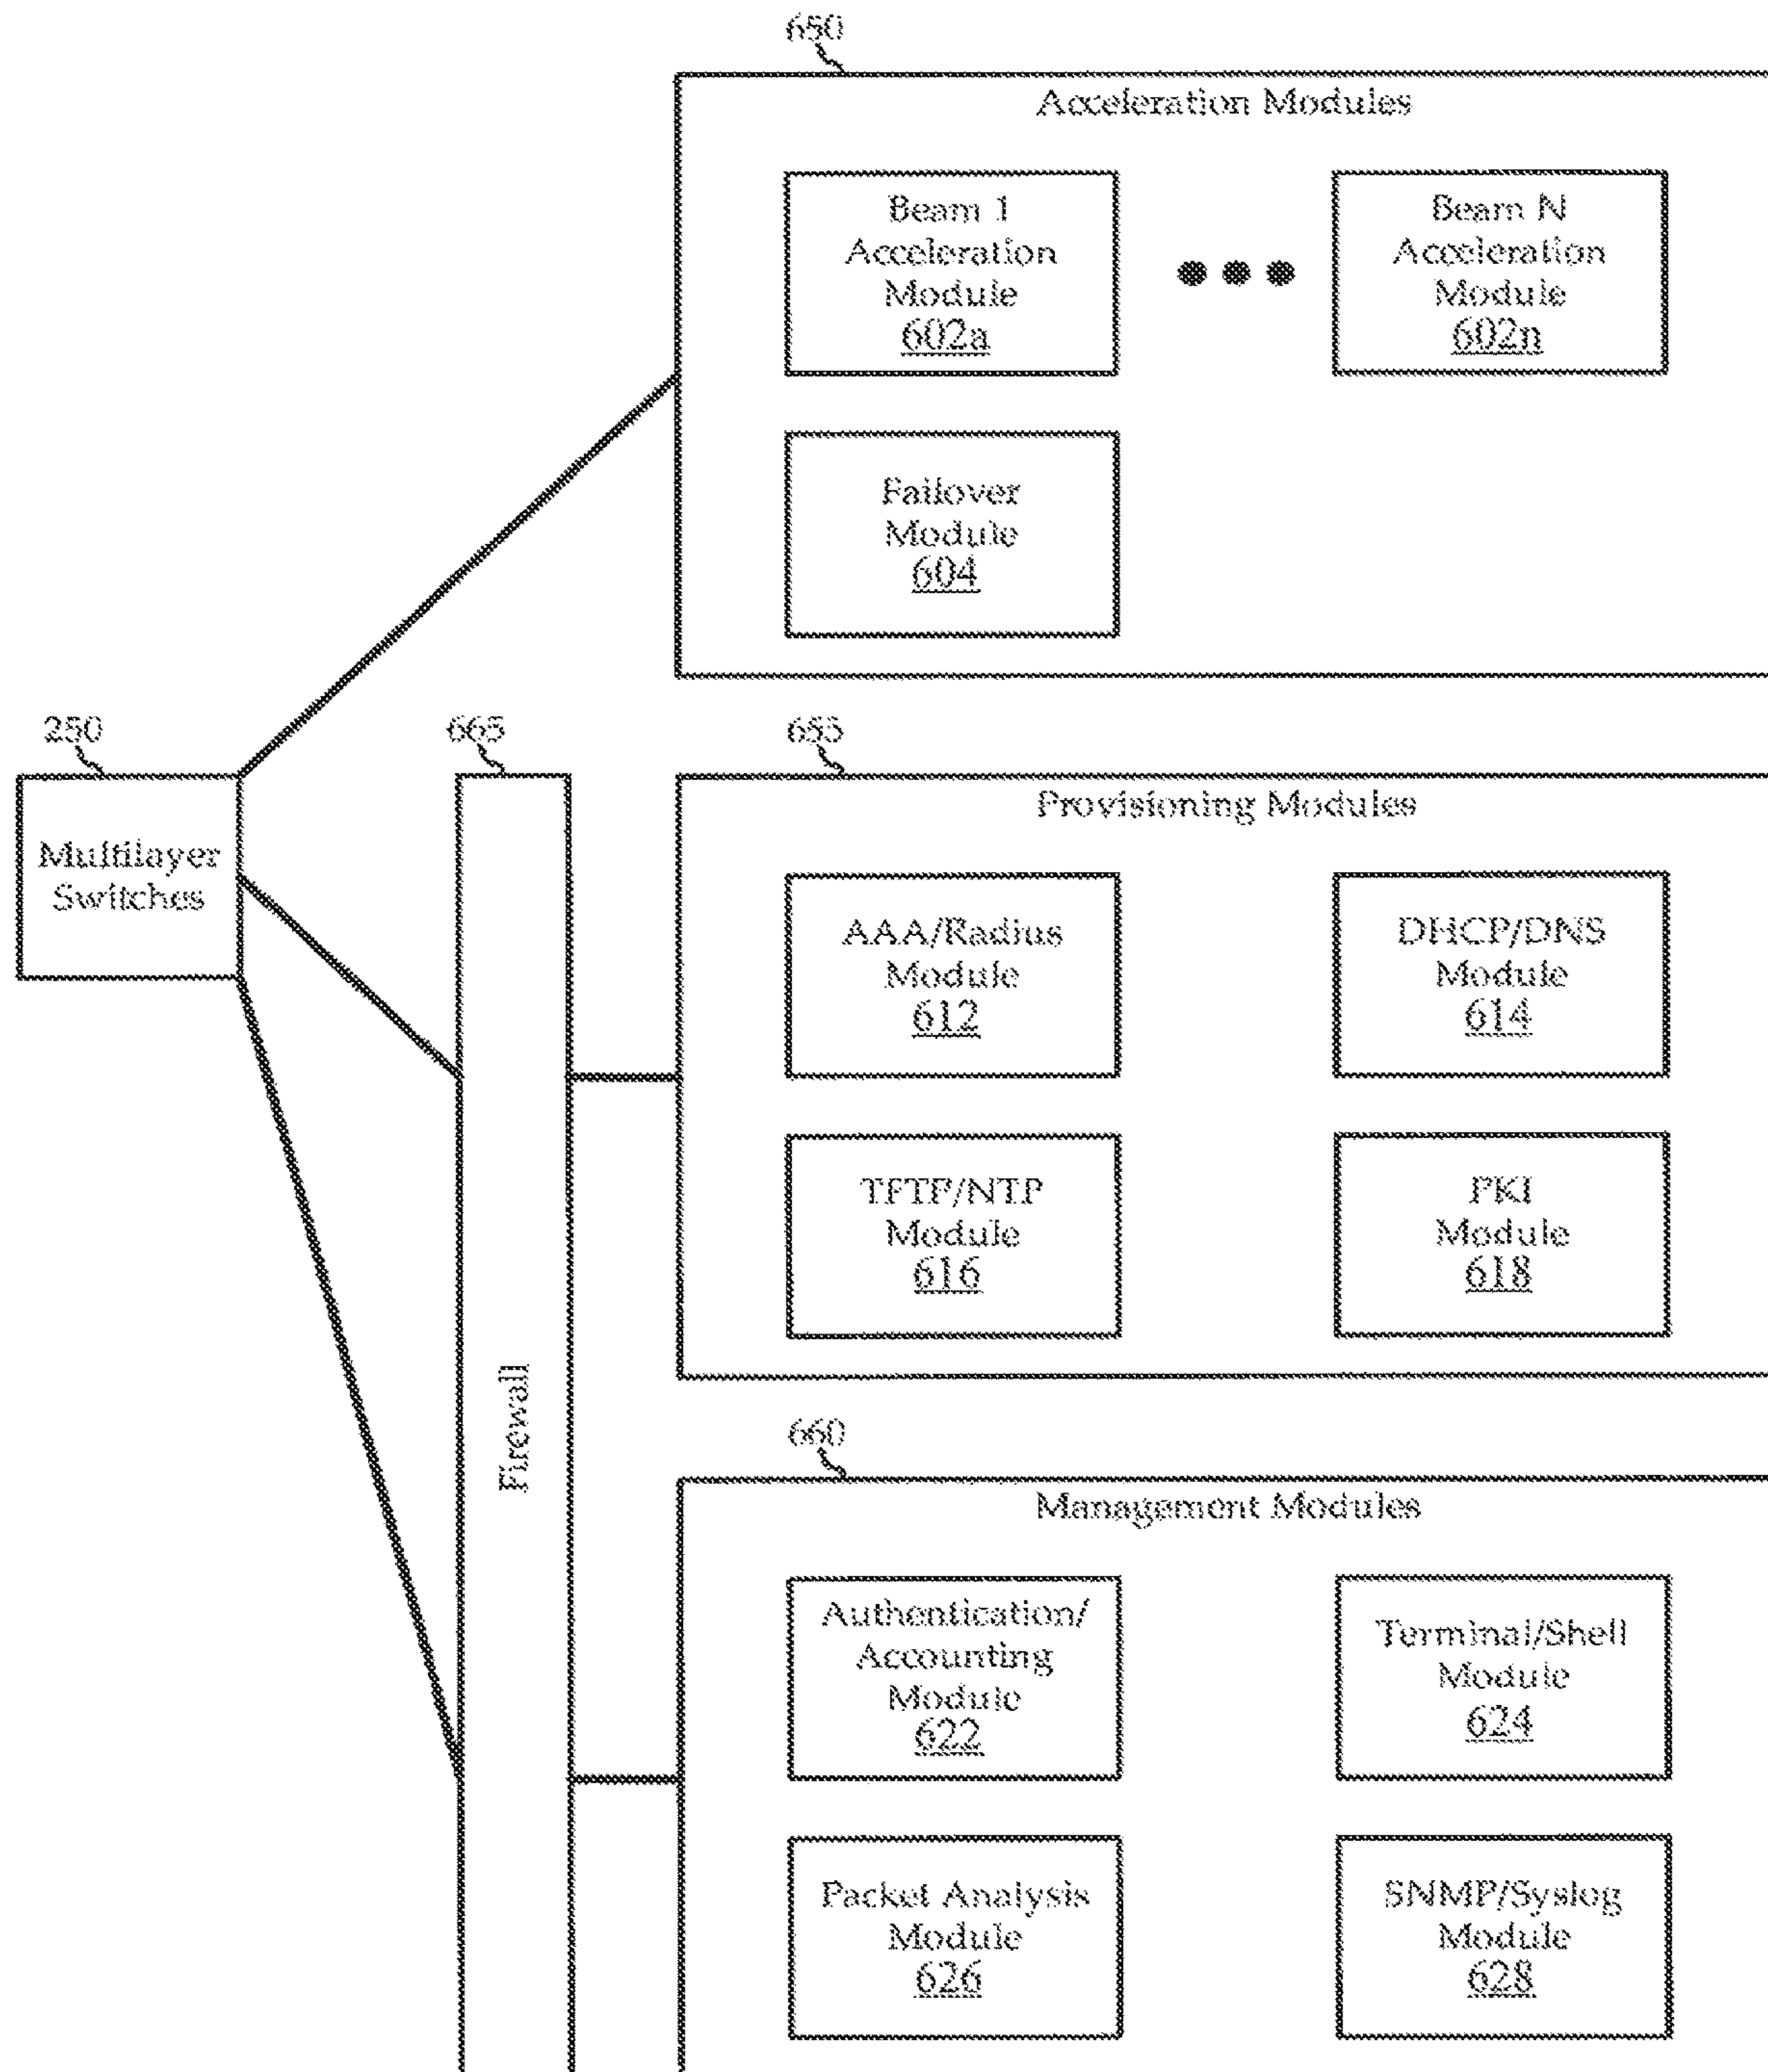 650
Acceleration Modules
Beam 1
Acceleration
Module
602a
Beam N
Acceleration
Module
602n
Failover
Module
604
250
Multilayer
Switches
665
Firewall
655
Provisioning Modules
AAA/Radius
Module
612
DHCP/DNS
Module
614
TFTP/NTP
Module
616
PKI
Module
618
660
Management Modules
Authentication/
Accounting
Module
622
Terminal/Shell
Module
624
Packet Analysis
Module
626
SNMP/Syslog
Module
628